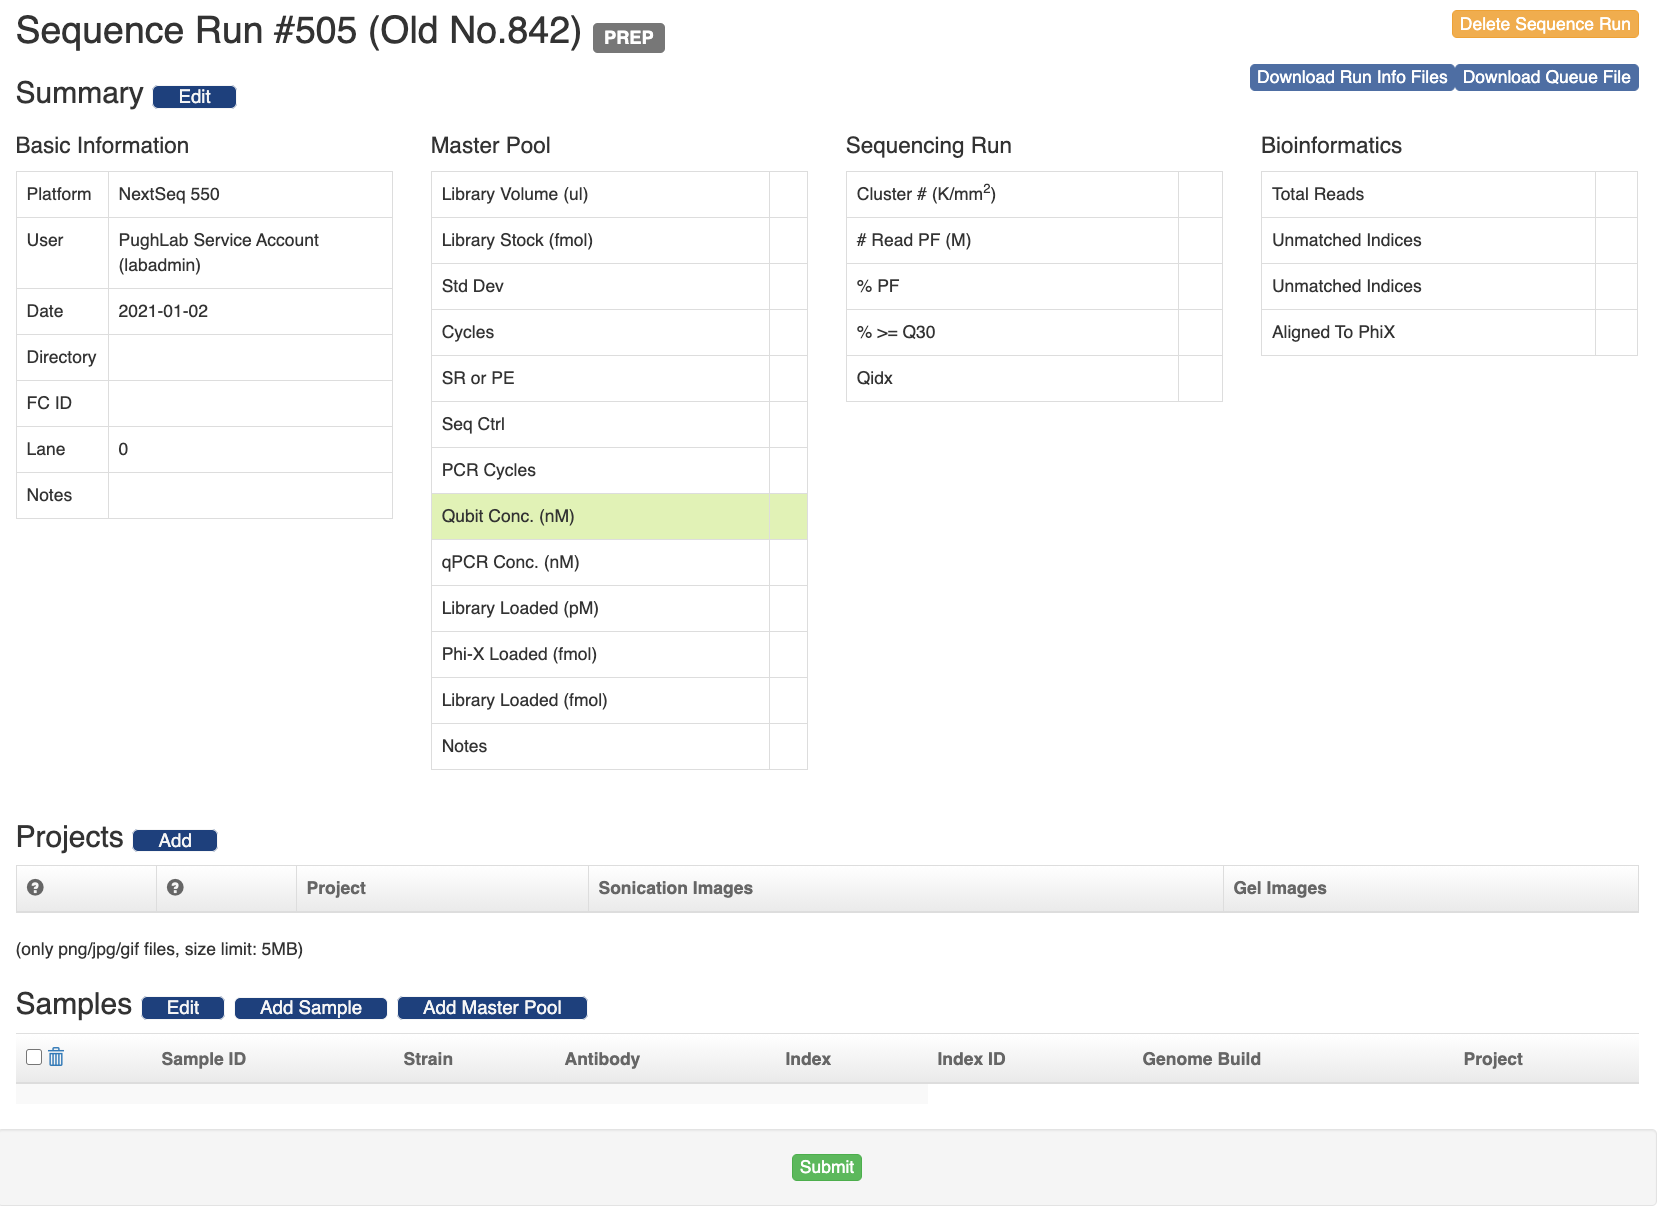 Sequence Run #505 (Old No.842) PREP
Delete Sequence Run
Summary Edit
Download Run Info Files Download Queue File
Basic Information
Platform NextSeq 550
User PughLab Service Account
(labadmin)
Date 2021-01-02
Directory
FC ID
Lane 0
Notes
Master Pool
Library Volume (ul)
Library Stock (fmol)
Std Dev
Cycles
SR or PE
Seq Ctrl
PCR Cycles
Qubit Conc. (nM)
qPCR Conc. (nM)
Library Loaded (pM)
Phi-X Loaded (fmol)
Library Loaded (fmol)
Notes
Sequencing Run
Cluster # (K/mm²)
# Read PF (M)
% PF
% >= Q30
Qidx
Bioinformatics
Total Reads
Unmatched Indices
Unmatched Indices
Aligned To PhiX
Projects Add
? ? Project Sonication Images Gel Images
(only png/jpg/gif files, size limit: 5MB)
Samples Edit Add Sample Add Master Pool
Sample ID Strain Antibody Index Index ID Genome Build Project
Submit